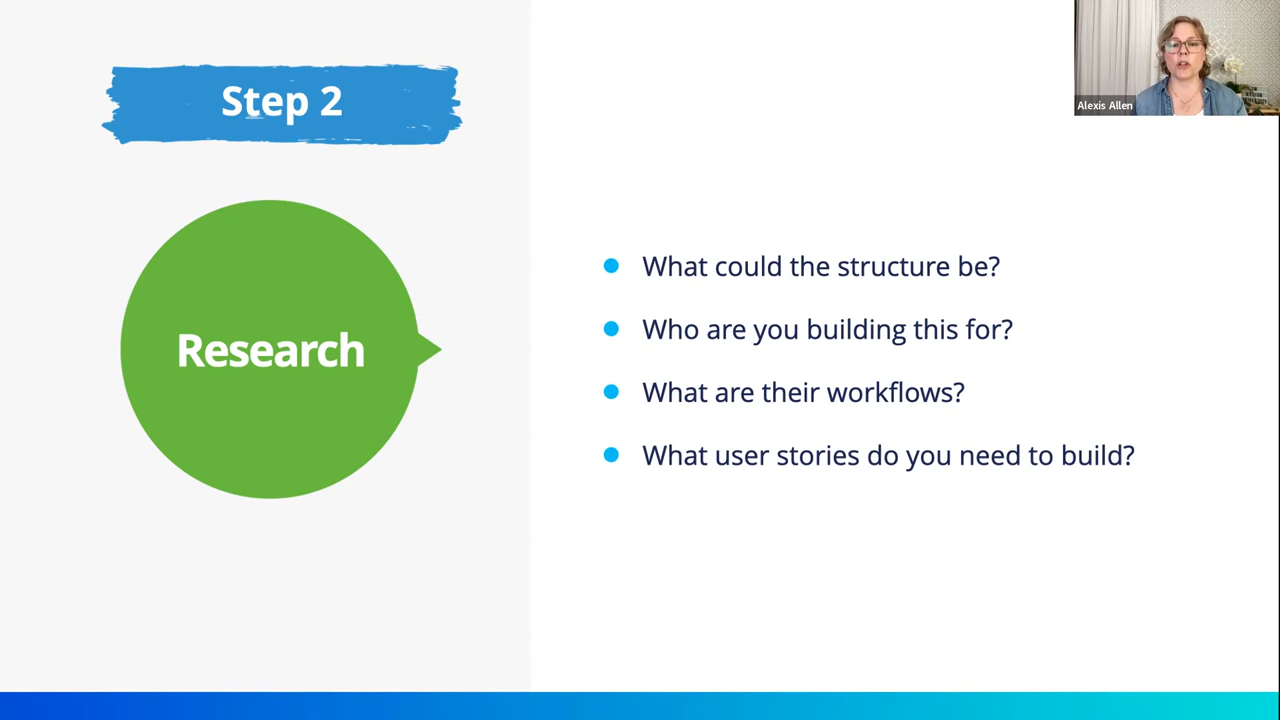 Step 2
Research
What could the structure be?
Who are you building this for?
What are their workflows?
What user stories do you need to build?
Alexis Allen